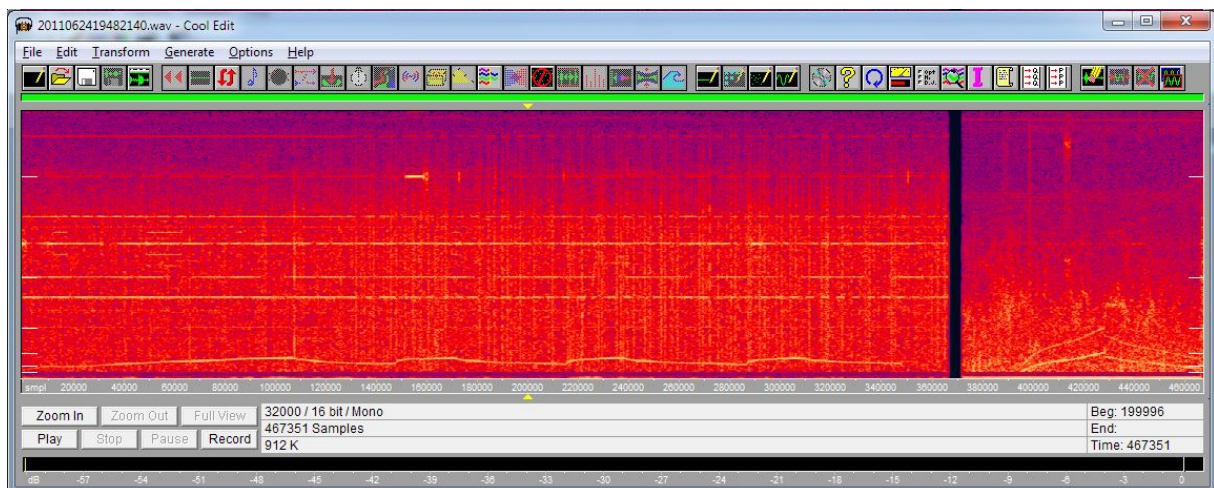 2011062419482140.wav - Cool Edit
File Edit Transform Generate Options Help
smpl 20000 40000 60000 80000 100000 120000 140000 160000 180000 200000 220000 240000 260000 280000 300000 320000 340000 360000 380000 400000 420000 440000 460000
Zoom In Zoom Out Full View 32000 / 16 bit / Mono Beg: 199996
467351 Samples End:
Play Stop Pause Record 912 K Time: 467351
dB -57 -54 -51 -48 -45 -42 -39 -36 -33 -30 -27 -24 -21 -18 -15 -12 -9 -6 -3 0